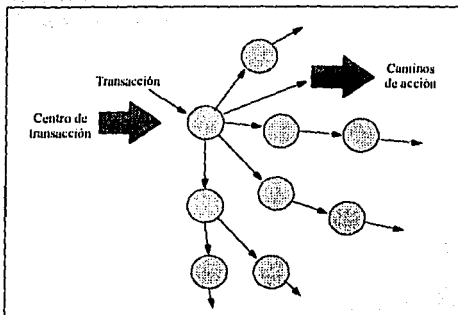 Transacción
Centro de
transacción
Caminos
de acción